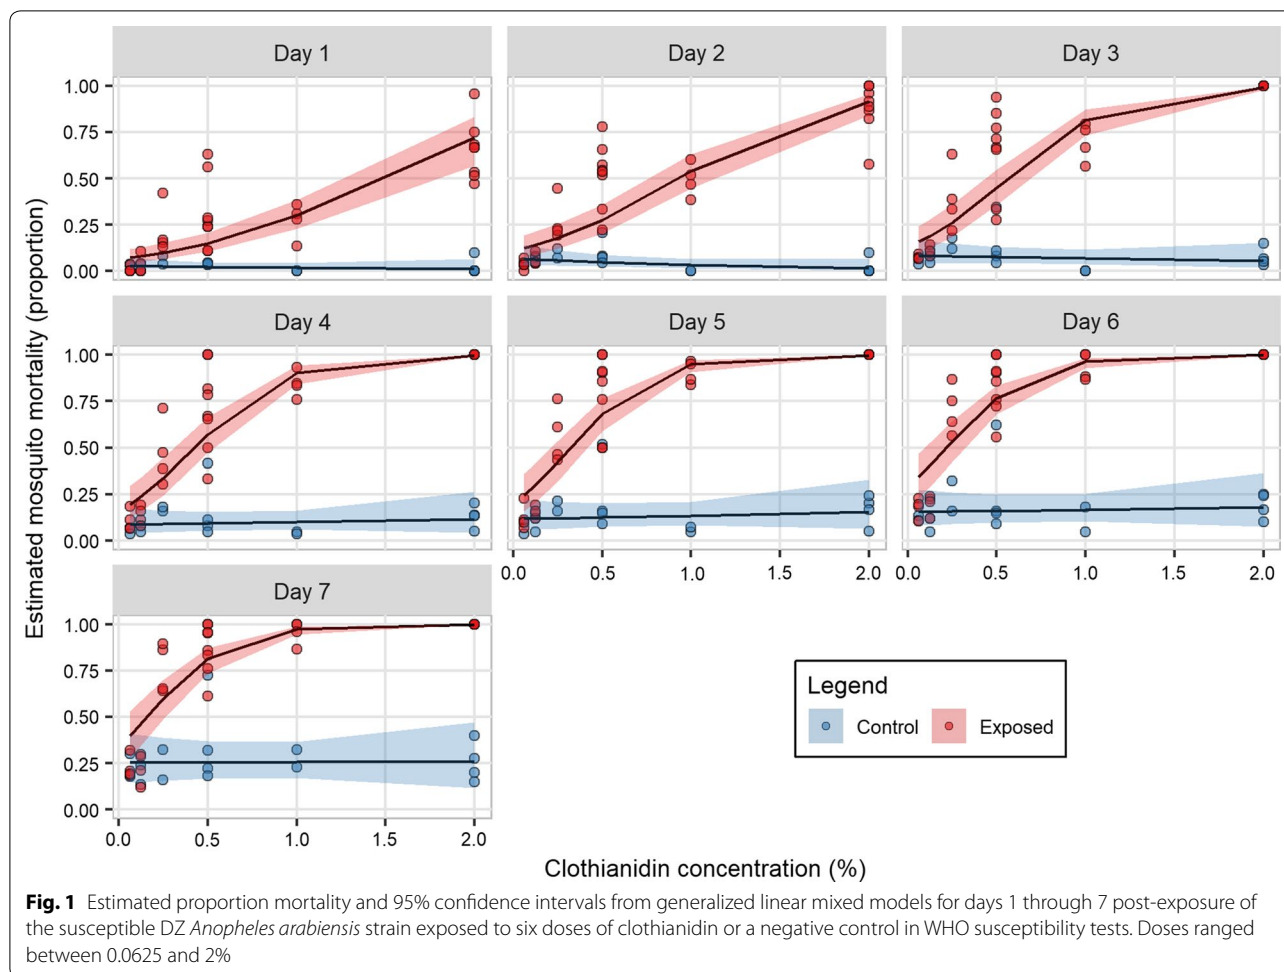 Day 1
Day 2
Day 3
1.00
0.75
0.50
0.25
0.00
Day 4
Day 5
Day 6
1.00
0.75
0.50
0.25
0.00
0.0 0.5 1.0 1.5 2.0
0.0 0.5 1.0 1.5 2.0
Day 7
1.00
0.75
0.50
0.25
0.00
0.0 0.5 1.0 1.5 2.0
Estimated mosquito mortality (proportion)
Legend
Control
Exposed
Clothianidin concentration (%)
Fig. 1 Estimated proportion mortality and 95% confidence intervals from generalized linear mixed models for days 1 through 7 post-exposure of
the susceptible DZ Anopheles arabiensis strain exposed to six doses of clothianidin or a negative control in WHO susceptibility tests. Doses ranged
between 0.0625 and 2%